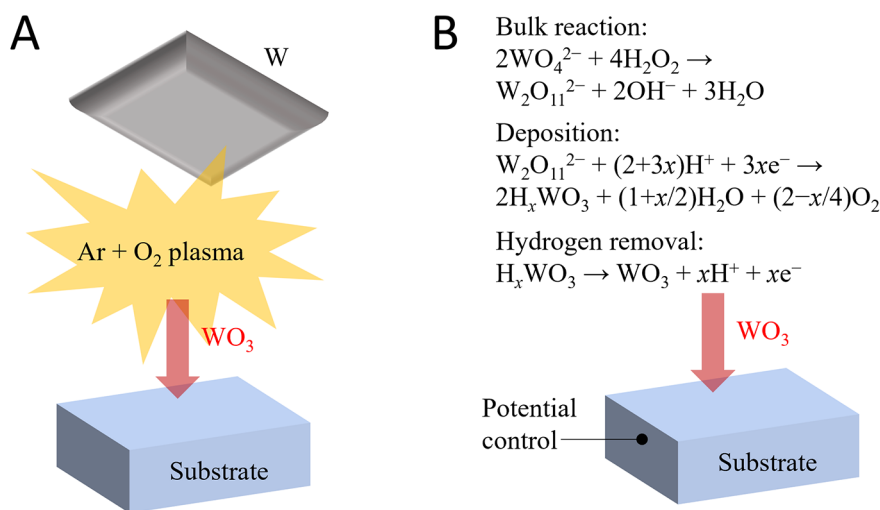 A
W
Ar + O₂ plasma
WO₃
Substrate
B
Bulk reaction:
2WO₄²⁻ + 4H₂O₂ →
W₂O₁₁²⁻ + 2OH⁻ + 3H₂O
Deposition:
W₂O₁₁²⁻ + (2+3x)H⁺ + 3xe⁻ →
2HₓWO₃ + (1+x/2)H₂O + (2−x/4)O₂
Hydrogen removal:
HₓWO₃ → WO₃ + xH⁺ + xe⁻
WO₃
Potential
control
Substrate